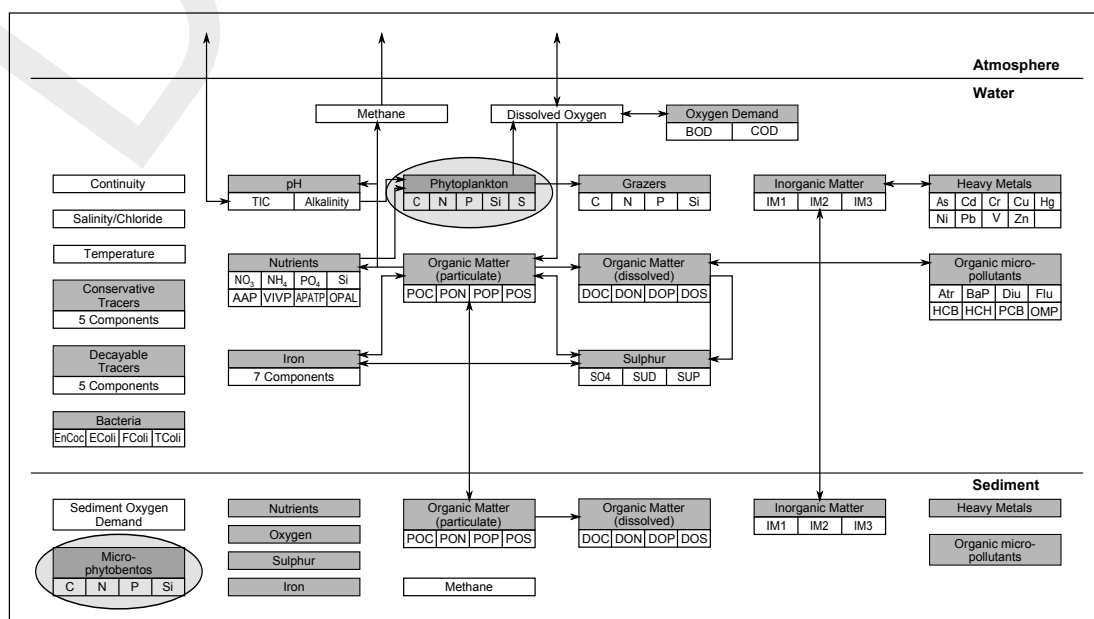 Atmosphere
Water
Methane
Dissolved Oxygen
Oxygen Demand
BOD COD
Continuity
Salinity/Chloride
Temperature
Conservative
Tracers
5 Components
Decayable
Tracers
5 Components
Bacteria
EnCoc EColi FColi TColi
pH
TIC Alkalinity
Phytoplankton
C N P Si S
Grazers
C N P Si
Inorganic Matter
IM1 IM2 IM3
Heavy Metals
As Cd Cr Cu Hg
Ni Pb V Zn
Nutrients
NO3 NH4 PO4 Si
AAP VIVP APATP OPAL
Organic Matter
(particulate)
POC PON POP POS
Organic Matter
(dissolved)
DOC DON DOP DOS
Organic micro-
pollutants
Atr BaP Diu Flu
HCB HCH PCB OMP
Iron
7 Components
Sulphur
SO4 SUD SUP
Sediment
Sediment Oxygen
Demand
Micro-
phytobentos
C N P Si
Nutrients
Oxygen
Sulphur
Iron
Organic Matter
(particulate)
POC PON POP POS
Methane
Organic Matter
(dissolved)
DOC DON DOP DOS
Inorganic Matter
IM1 IM2 IM3
Heavy Metals
Organic micro-
pollutants